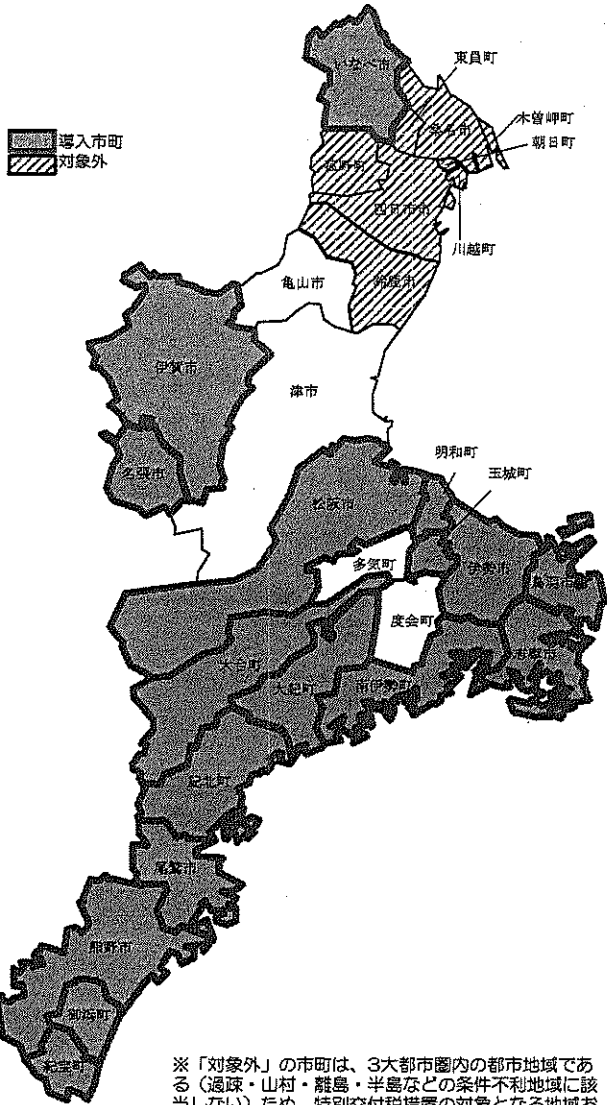 東員町
いなべ市
木曽岬町
桑名市
朝日町
導入市町
対象外
菰野町
四日市市
川越町
亀山市
鈴鹿市
伊賀市
津市
明和町
名張市
玉城町
松阪市
多気町
伊勢市
鳥羽市
度会町
志摩市
大台町
大紀町
南伊勢町
紀北町
尾鷲市
熊野市
御浜町
紀宝町
※「対象外」の市町は、3大都市圏内の都市地域であ
る（過疎・山村・離島・半島などの条件不利地域に該